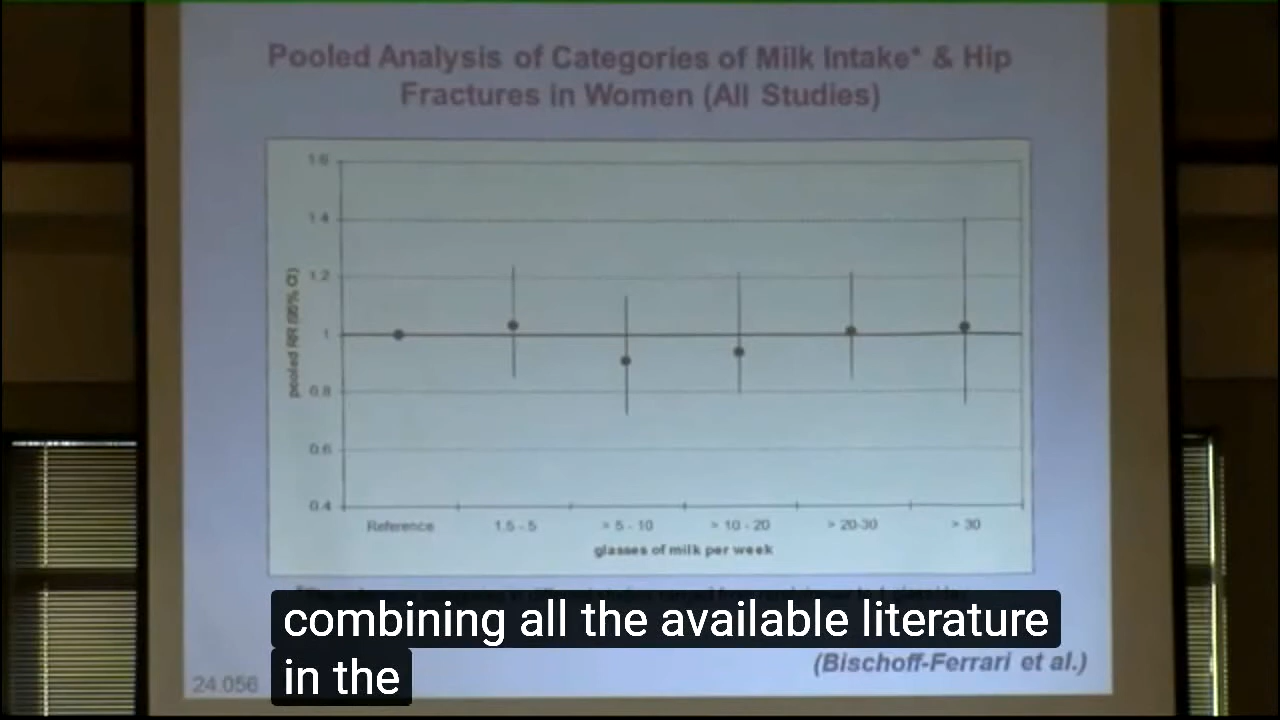 Pooled Analysis of Categories of Milk Intake* & Hip
Fractures in Women (All Studies)
1.6
1.4
1.2
1
0.8
0.6
0.4
pooled RR (95% CI)
Reference
1.5 - 5
> 5 - 10
> 10 - 20
> 20-30
> 30
glasses of milk per week
combining all the available literature
in the
(Bischoff-Ferrari et al.)
24.056